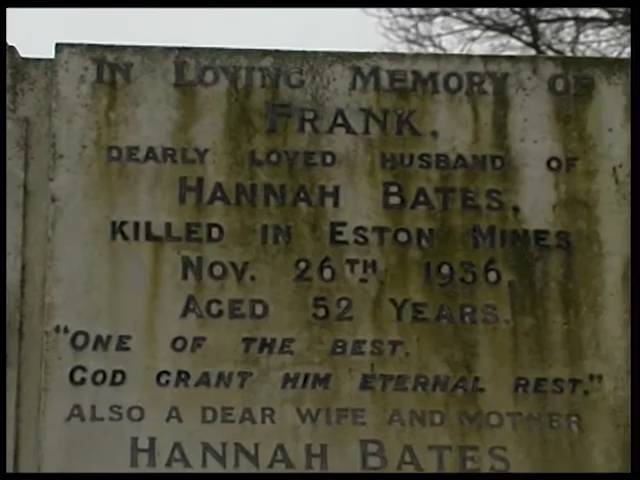 IN LOVING MEMORY OF
FRANK,
DEARLY LOVED HUSBAND OF
HANNAH BATES,
KILLED IN ESTON MINES
NOV. 26TH 1936,
AGED 52 YEARS.
"ONE OF THE BEST.
GOD GRANT HIM ETERNAL REST."
ALSO A DEAR WIFE AND MOTHER
HANNAH BATES